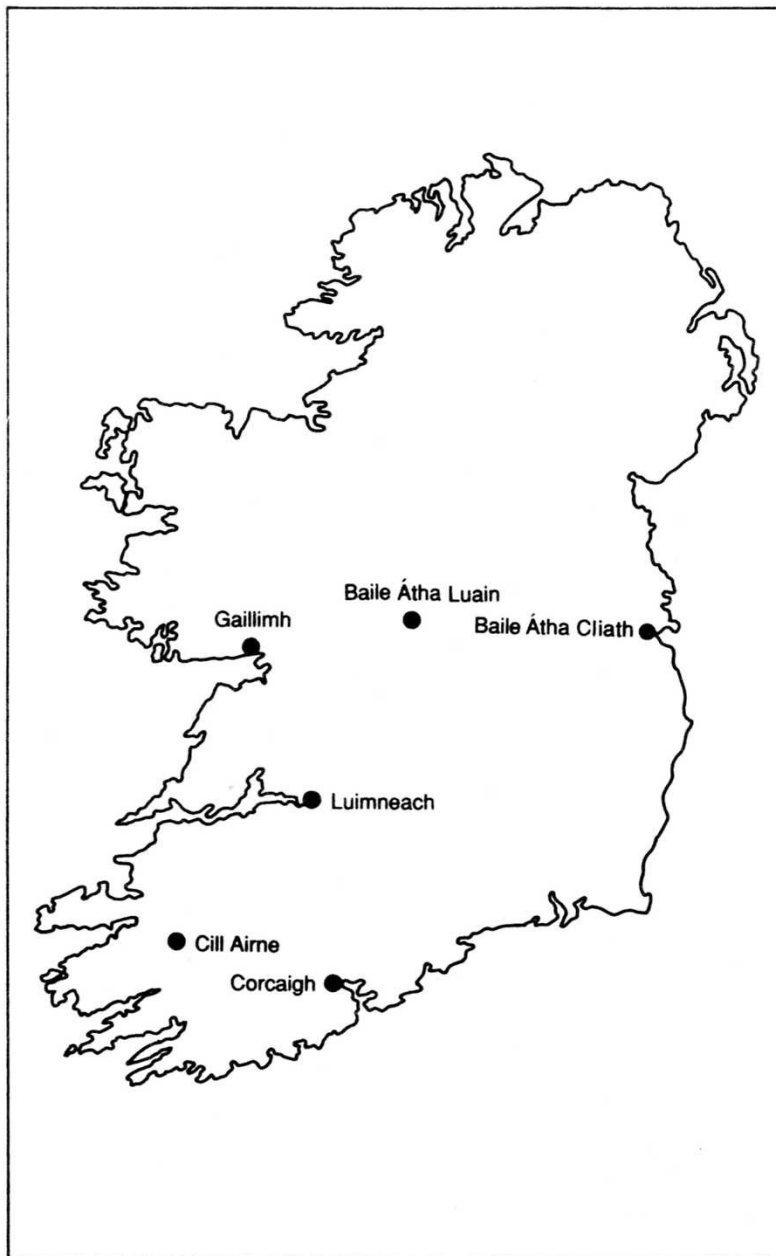 Baile Átha Luain
Gaillimh
Baile Átha Cliath
Luimneach
Cill Airne
Corcaigh